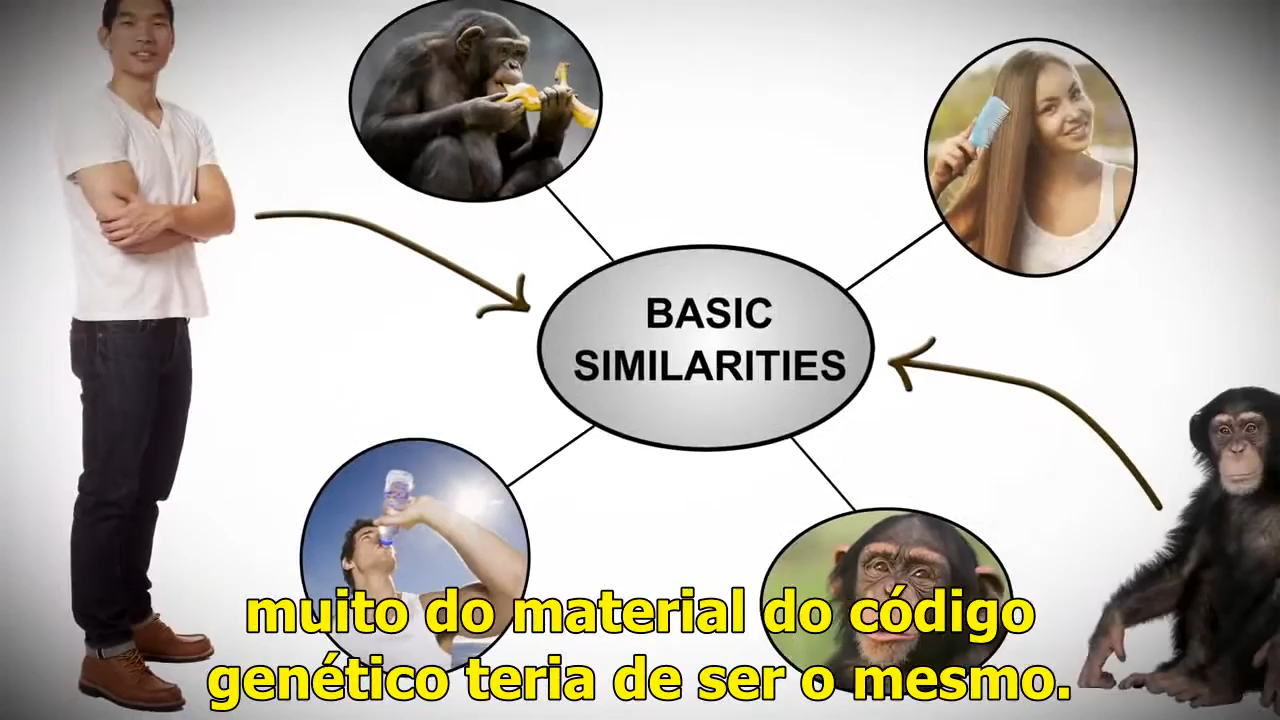 BASIC
SIMILARITIES
muito do material do código
genético teria de ser o mesmo.